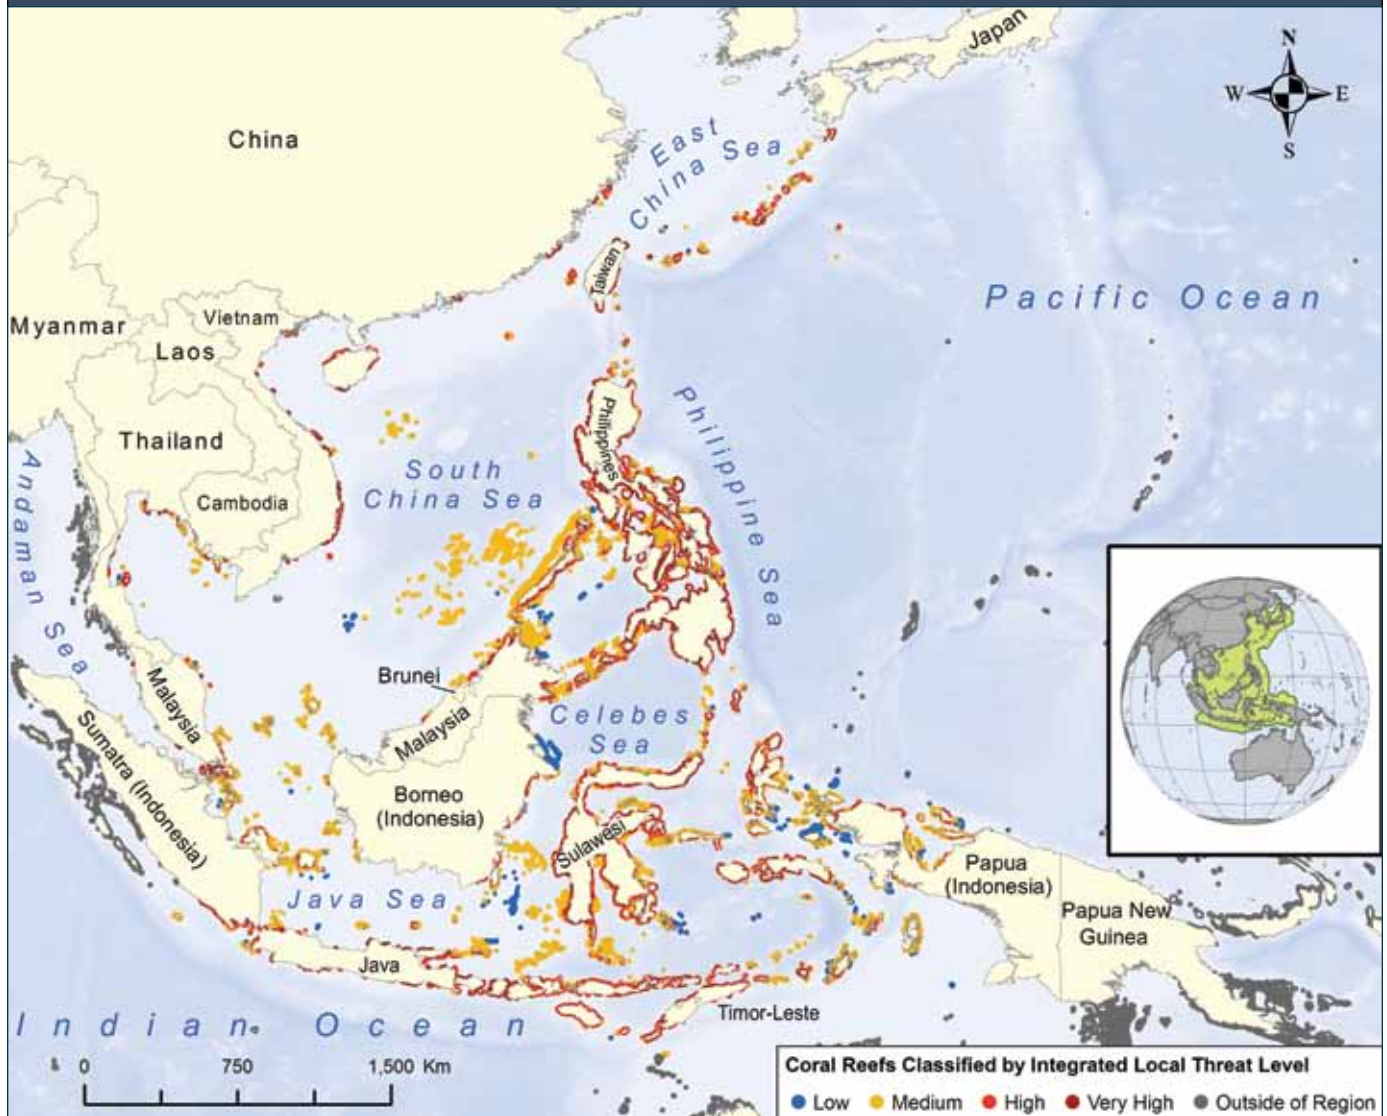 Japan
N
W
E
S
China
East
China Sea
Taiwan
Pacific Ocean
Myanmar
Vietnam
Laos
Thailand
Cambodia
Philippines
South
China Sea
Philippine Sea
Andaman Sea
Brunei
Malaysia
Malaysia
Celebes
Sea
Sumatra (Indonesia)
Borneo
(Indonesia)
Sulawesi
Java Sea
Papua
(Indonesia)
Papua New
Guinea
Java
Timor-Leste
Indian Ocean
0 750 1,500 Km
Coral Reefs Classified by Integrated Local Threat Level
Low Medium High Very High Outside of Region